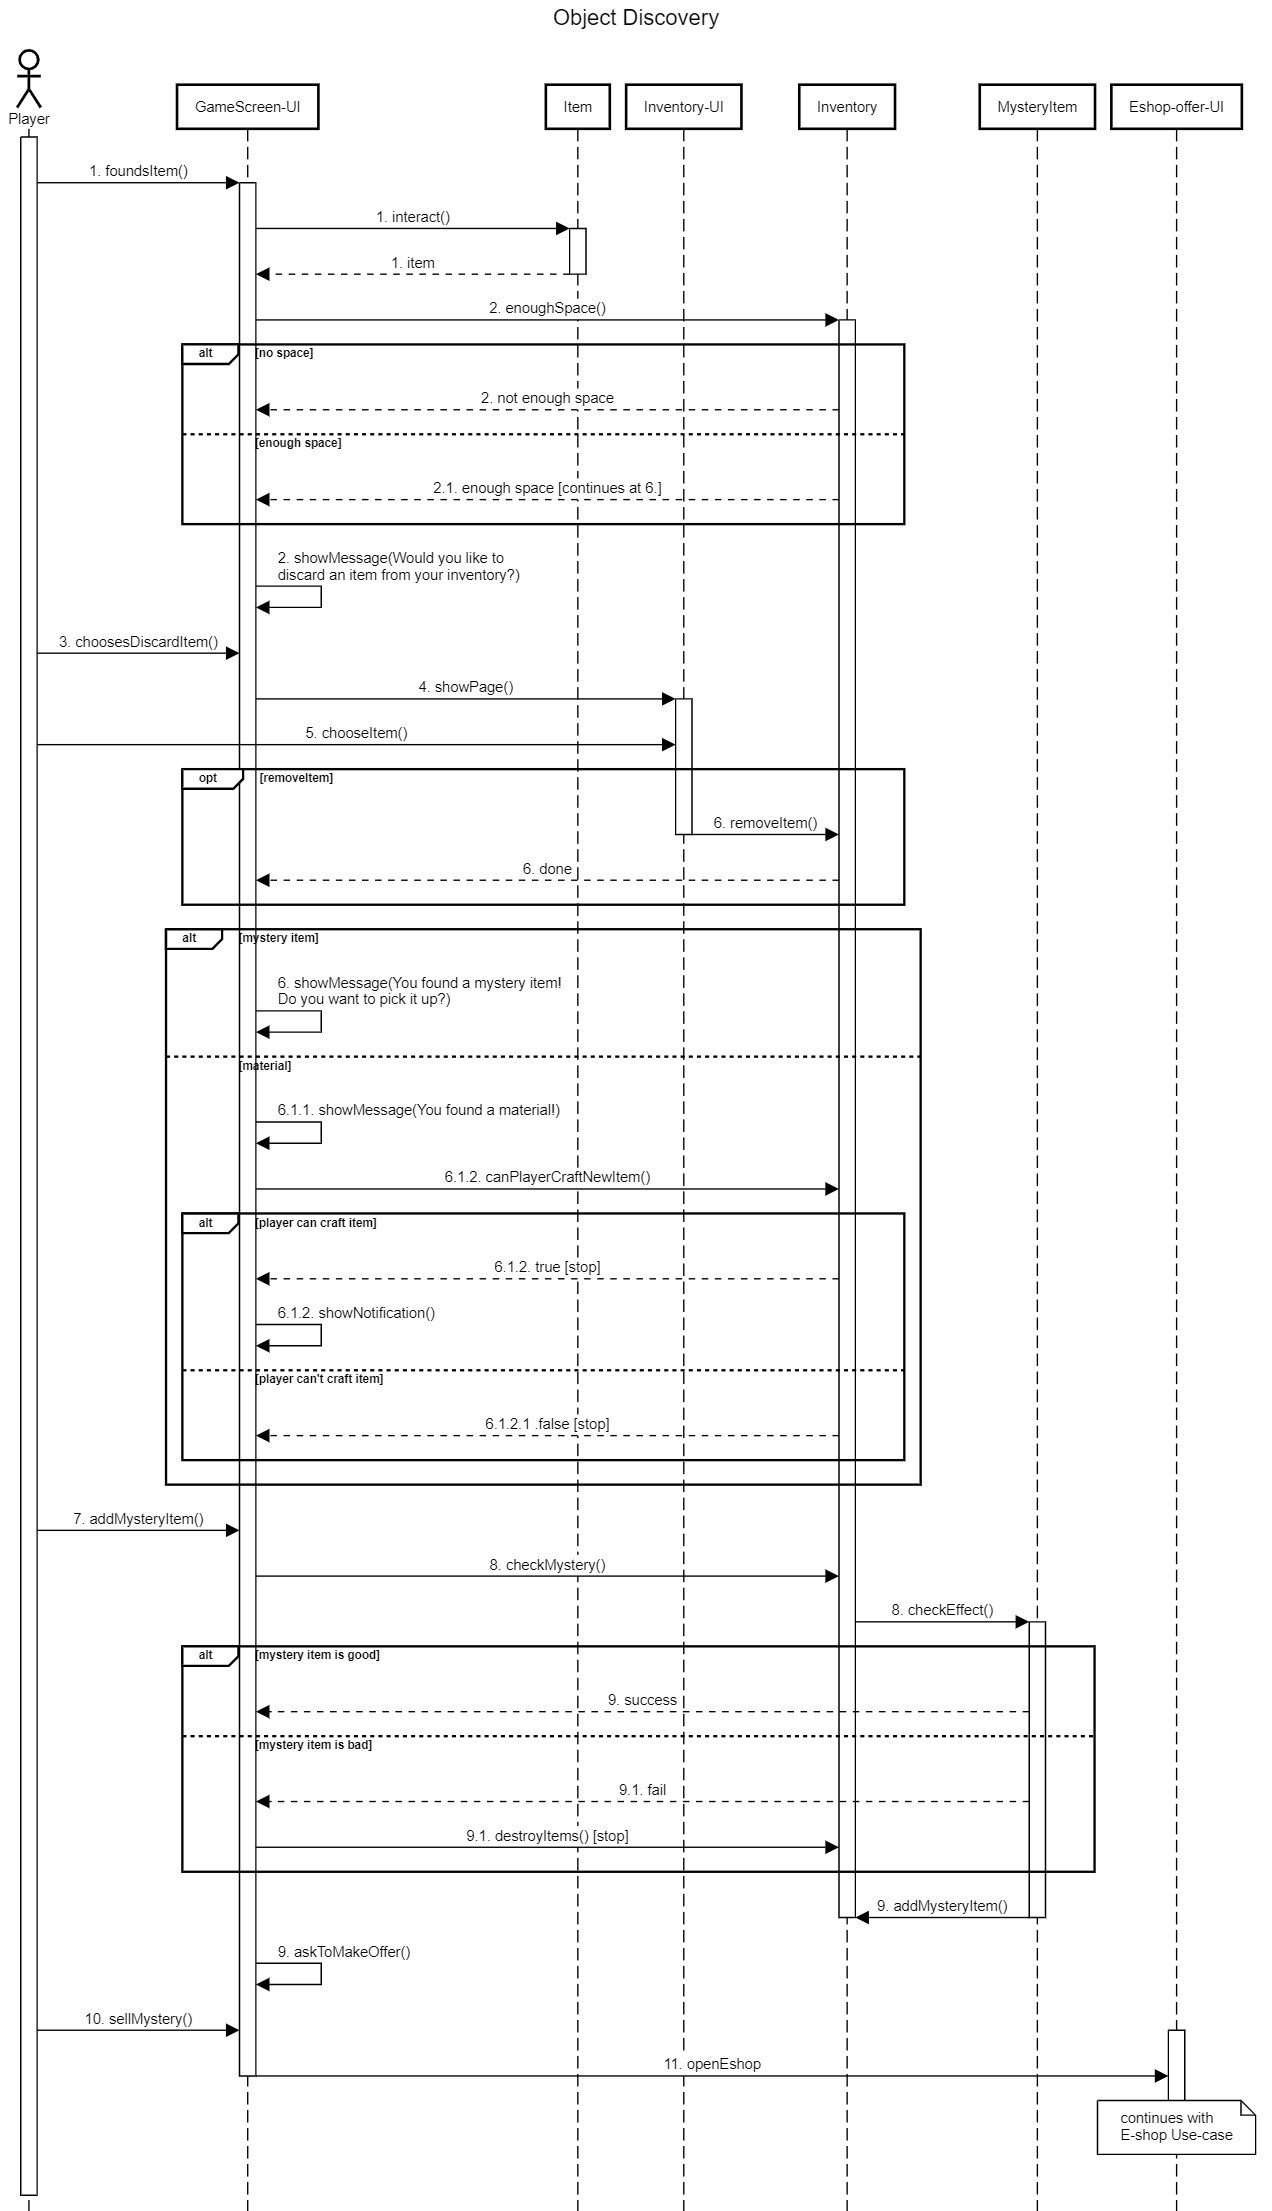 Object Discovery
Player
GameScreen-UI
Item
Inventory-UI
Inventory
MysteryItem
Eshop-offer-UI
1. foundsItem()
1. interact()
1. item
2. enoughSpace()
alt
[no space]
2. not enough space
[enough space]
2.1. enough space [continues at 6.]
2. showMessage(Would you like to
discard an item from your inventory?)
3. choosesDiscardItem()
4. showPage()
5. chooseItem()
opt
[removeItem]
6. removeItem()
6. done
alt
[mystery item]
6. showMessage(You found a mystery item!
Do you want to pick it up?)
[material]
6.1.1. showMessage(You found a material!)
6.1.2. canPlayerCraftNewItem()
alt
[player can craft item]
6.1.2. true [stop]
6.1.2. showNotification()
[player can't craft item]
6.1.2.1 .false [stop]
7. addMysteryItem()
8. checkMystery()
8. checkEffect()
alt
[mystery item is good]
9. success
[mystery item is bad]
9.1. fail
9.1. destroyItems() [stop]
9. addMysteryItem()
9. askToMakeOffer()
10. sellMystery()
11. openEshop
continues with
E-shop Use-case